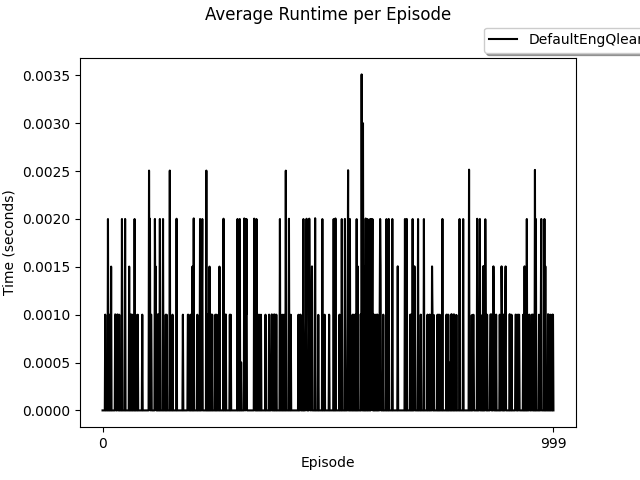 Average Runtime per Episode
DefaultEngQlear
0.0035
0.0030
0.0025
0.0020
0.0015
0.0010
0.0005
0.0000
Time (seconds)
0
999
Episode